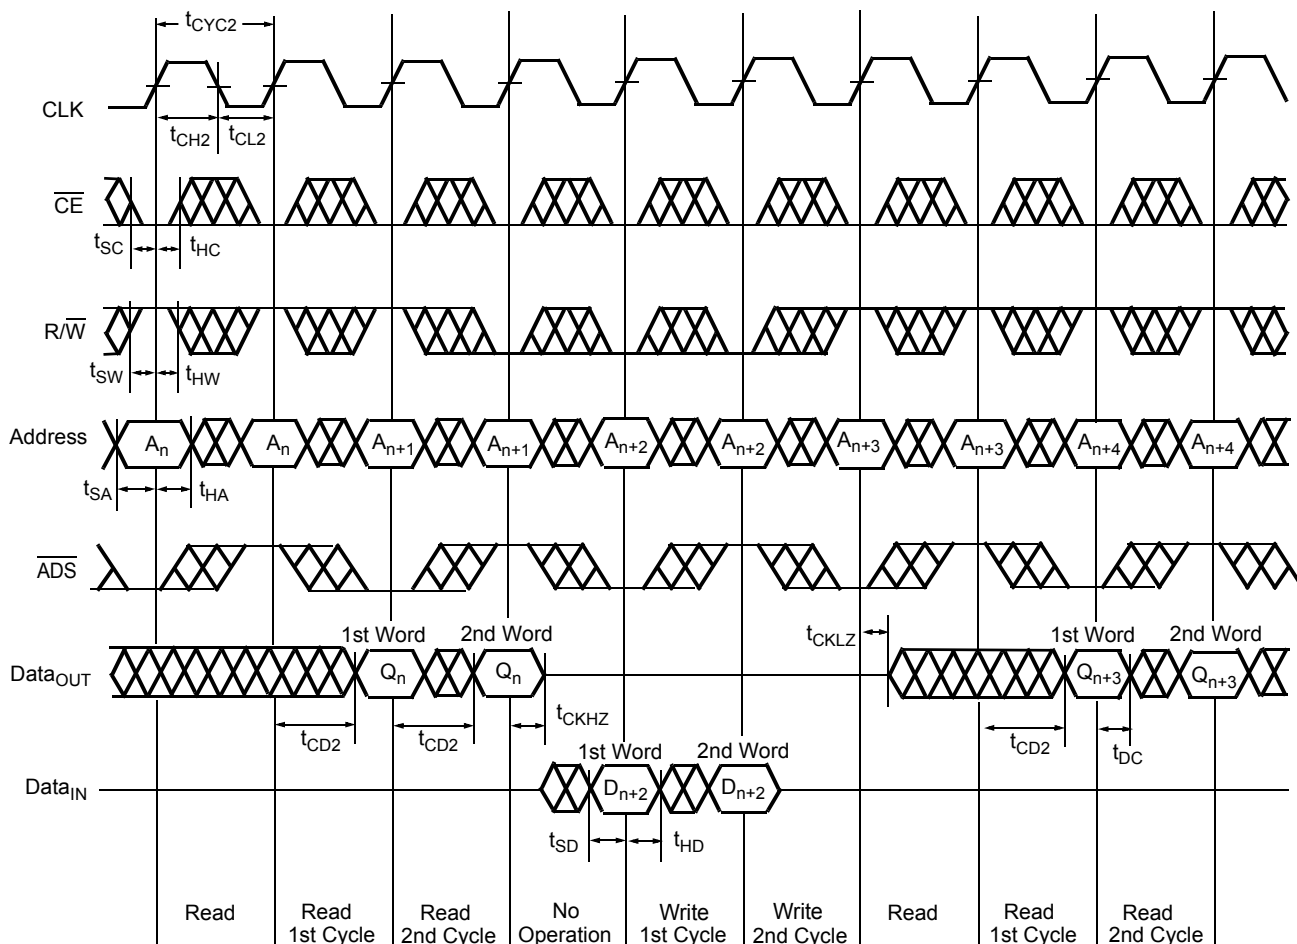 tCYC2
CLK
tCH2 tCL2
CE
tSC tHC
R/W
tSW tHW
Address An An An+1 An+1 An+2 An+2 An+3 An+3 An+4 An+4
tSA tHA
ADS
1st Word 2nd Word tCKLZ 1st Word 2nd Word
DataOUT Qn Qn Qn+3 Qn+3
tCD2 tCD2 tCKHZ tCD2 tDC
1st Word 2nd Word
DataIN Dn+2 Dn+2
tSD tHD
Read Read No Write Write Read Read Read
1st Cycle 2nd Cycle Operation 1st Cycle 2nd Cycle 1st Cycle 2nd Cycle